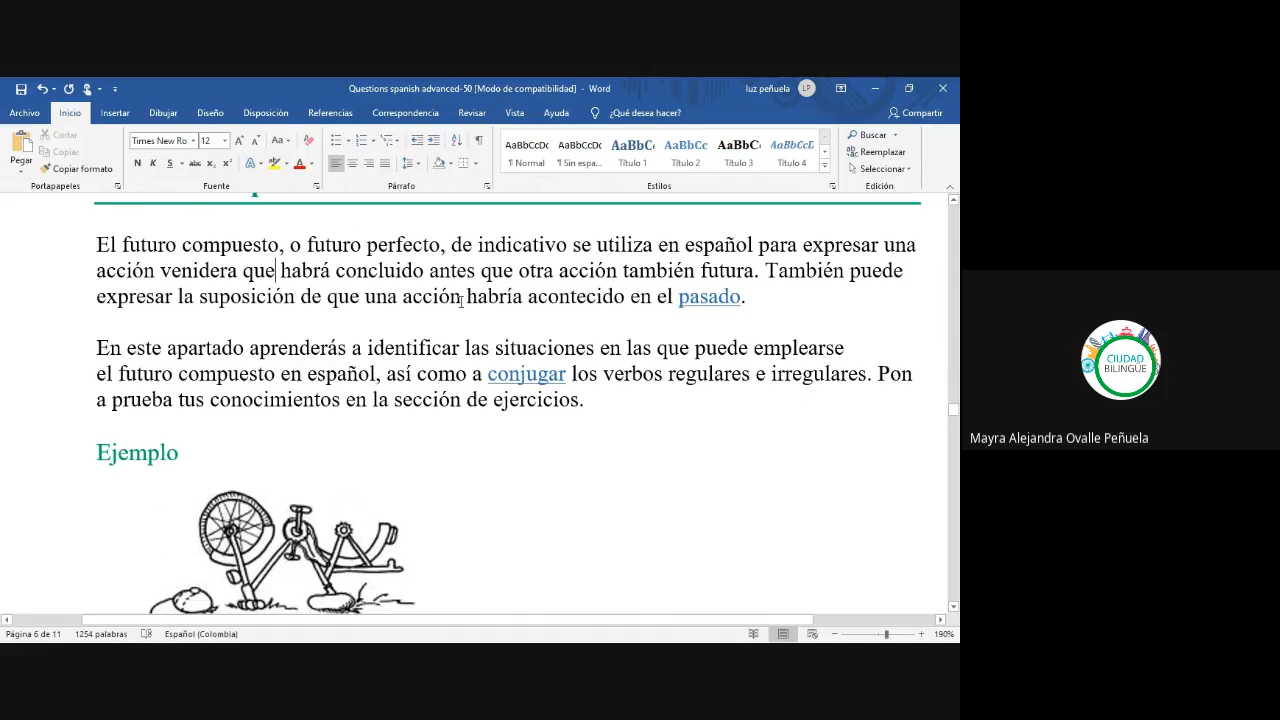 Questions spanish advanced-50 [Modo de compatibilidad] - Word
luz peñuela
LP
Archivo
Inicio
Insertar
Dibujar
Diseño
Disposición
Referencias
Correspondencia
Revisar
Vista
Ayuda
¿Qué desea hacer?
Compartir
Pegar
Cortar
Copiar
Copiar formato
Portapapeles
Times New Ro
12
Fuente
Párrafo
AaBbCcDc AaBbCcDc AaBbC( AaBbCc AaBbC AaBbCcD
¶ Normal ¶ Sin espa... Título 1 Título 2 Título 3 Título 4
Estilos
Buscar
Reemplazar
Seleccionar
Edición
El futuro compuesto, o futuro perfecto, de indicativo se utiliza en español para expresar una
acción venidera que habrá concluido antes que otra acción también futura. También puede
expresar la suposición de que una acción habría acontecido en el pasado.
En este apartado aprenderás a identificar las situaciones en las que puede emplearse
el futuro compuesto en español, así como a conjugar los verbos regulares e irregulares. Pon
a prueba tus conocimientos en la sección de ejercicios.
Ejemplo
Página 6 de 11
1254 palabras
Español (Colombia)
190%
CIUDAD
BILINGÜE
Mayra Alejandra Ovalle Peñuela